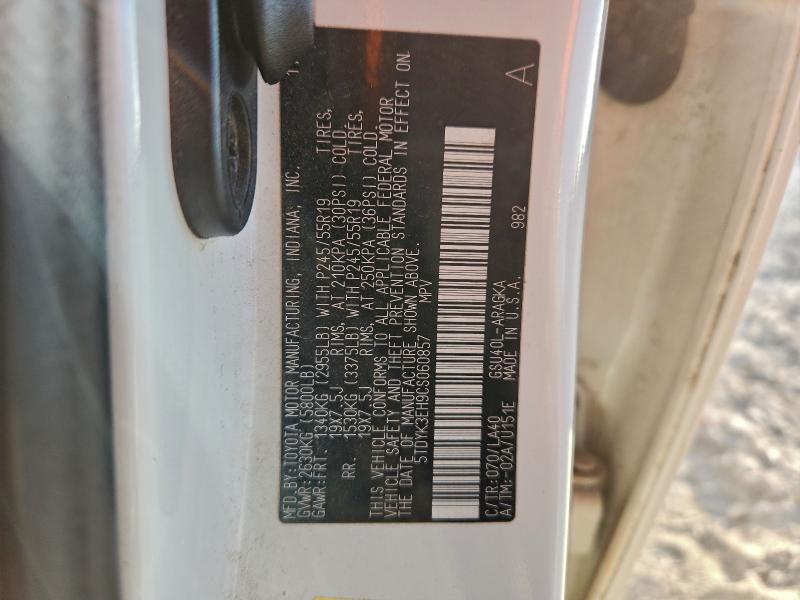 MFD.BY:TOYOTA MOTOR MANUFACTURING, INDIANA, INC.
GVWR:2630KG (5800LB)
GAWR:FRT. 1340KG (2955LB) WITH P245/55R19 TIRES,
19X7.5J RIMS, AT 210KPA (30PSI) COLD.
RR. 1530KG (3375LB) WITH P245/55R19 TIRES,
19X7.5J RIMS, AT 250KPA (36PSI) COLD.
THIS VEHICLE CONFORMS TO ALL APPLICABLE FEDERAL MOTOR
VEHICLE SAFETY AND THEFT PREVENTION STANDARDS IN EFFECT ON
THE DATE OF MANUFACTURE SHOWN ABOVE.
5TDYK3EH9CS060857 MPV
C/TR:070/LA40 GSU40L-ARAGKA
A/TM:-02A/U151E MADE IN U.S.A. 982
A